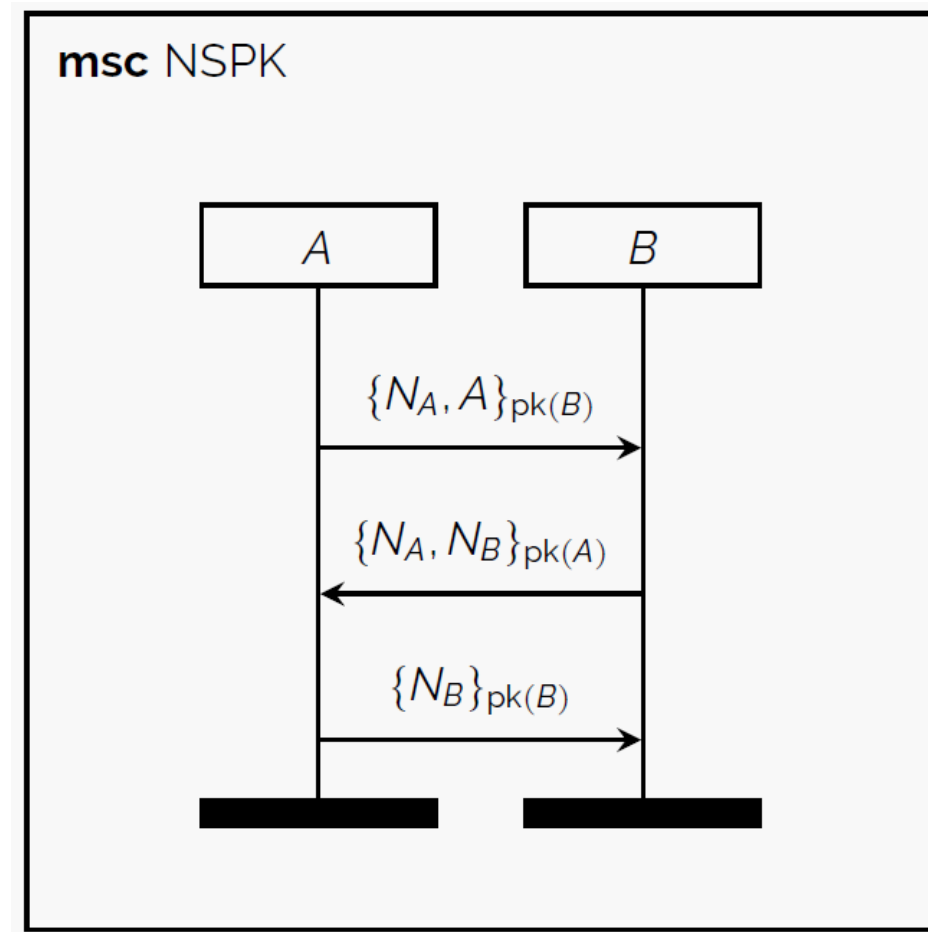 msc NSPK
A B
{N_A, A}_pk(B)
{N_A, N_B}_pk(A)
{N_B}_pk(B)